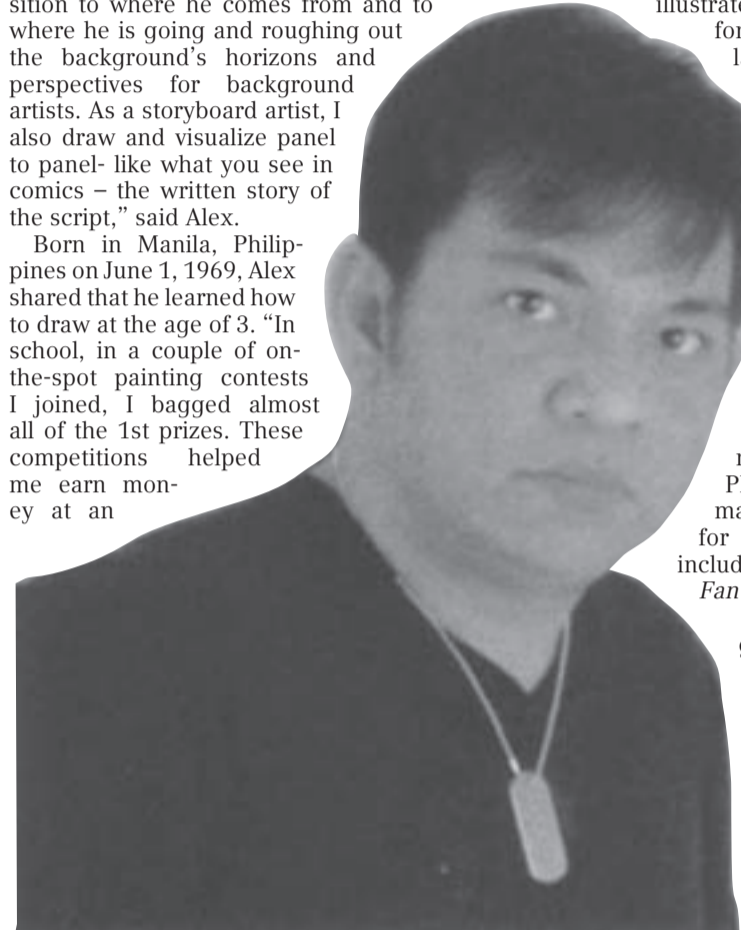 sition to where he comes from and to
where he is going and roughing out
the background's horizons and
perspectives for background
artists. As a storyboard artist, I
also draw and visualize panel
to panel- like what you see in
comics – the written story of
the script,” said Alex.
Born in Manila, Philip-
pines on June 1, 1969, Alex
shared that he learned how
to draw at the age of 3. “In
school, in a couple of on-
the-spot painting contests
I joined, I bagged almost
all of the 1st prizes. These
competitions helped
me earn mon-
ey at an
illustrate
for
for
includ
Fan